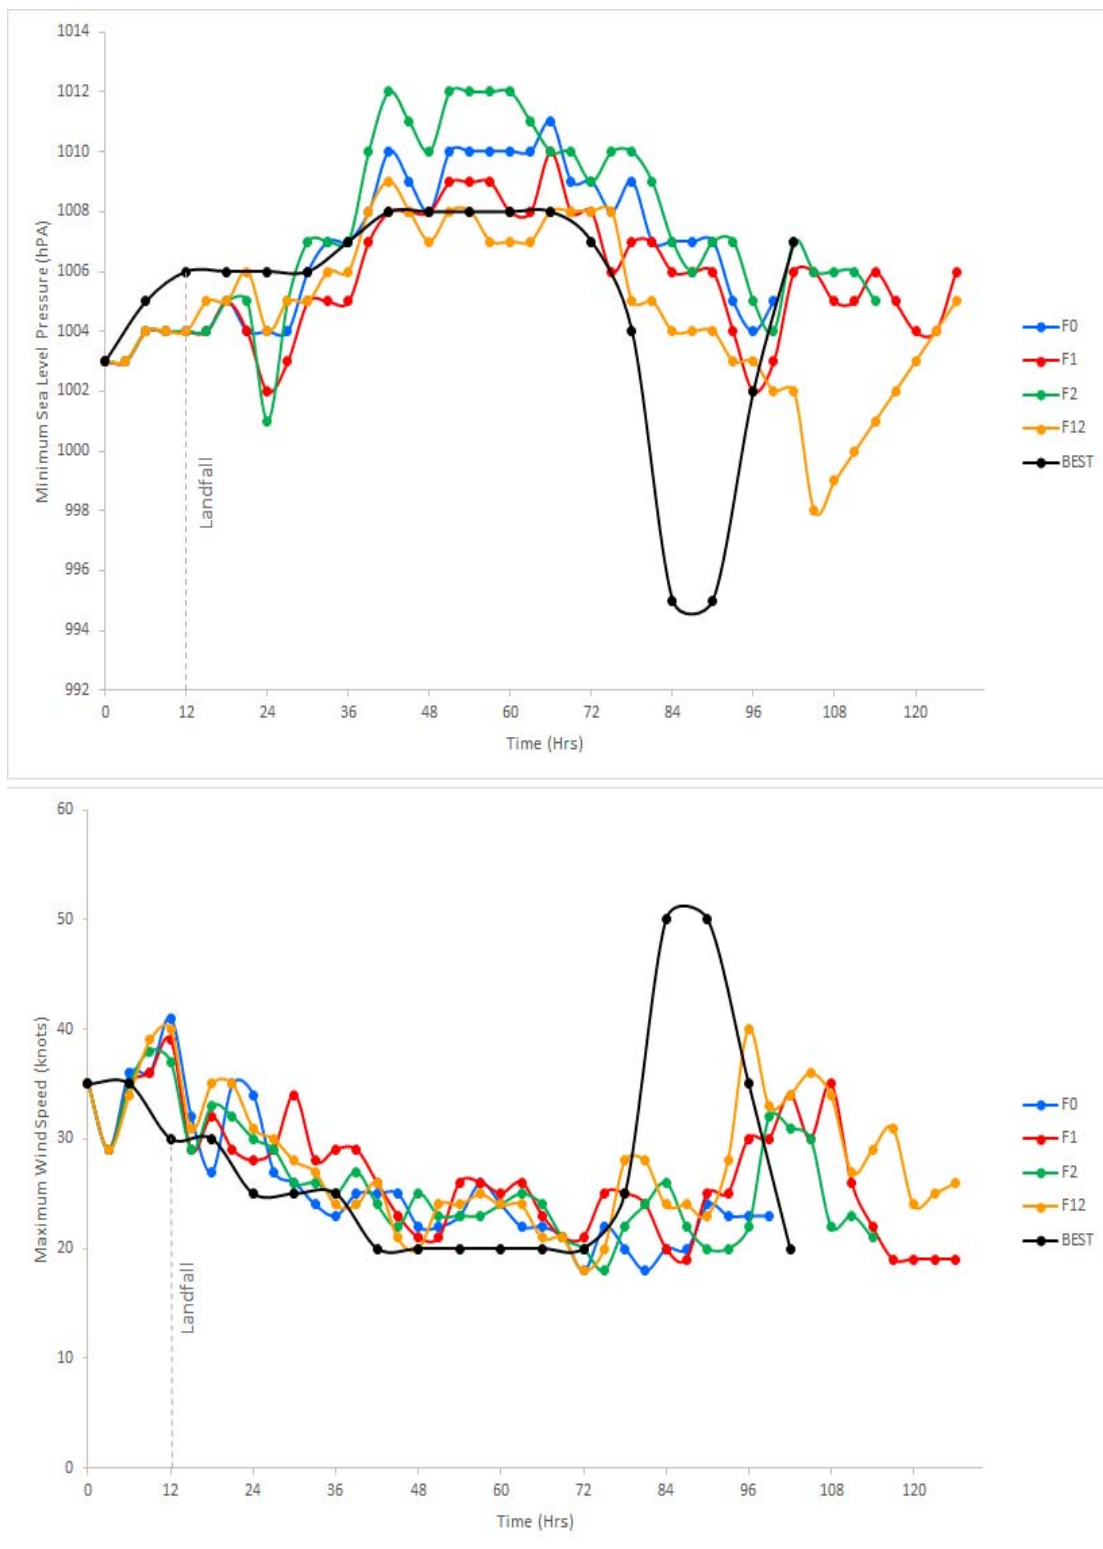 1014
1012
1010
1008
1006
1004
1002
1000
998
996
994
992
Minimum Sea Level Pressure (hPA)
Landfall
0 12 24 36 48 60 72 84 96 108 120
Time (Hrs)
F0
F1
F2
F12
BEST
60
50
40
30
20
10
0
Maximum Wind Speed (knots)
Landfall
0 12 24 36 48 60 72 84 96 108 120
Time (Hrs)
F0
F1
F2
F12
BEST